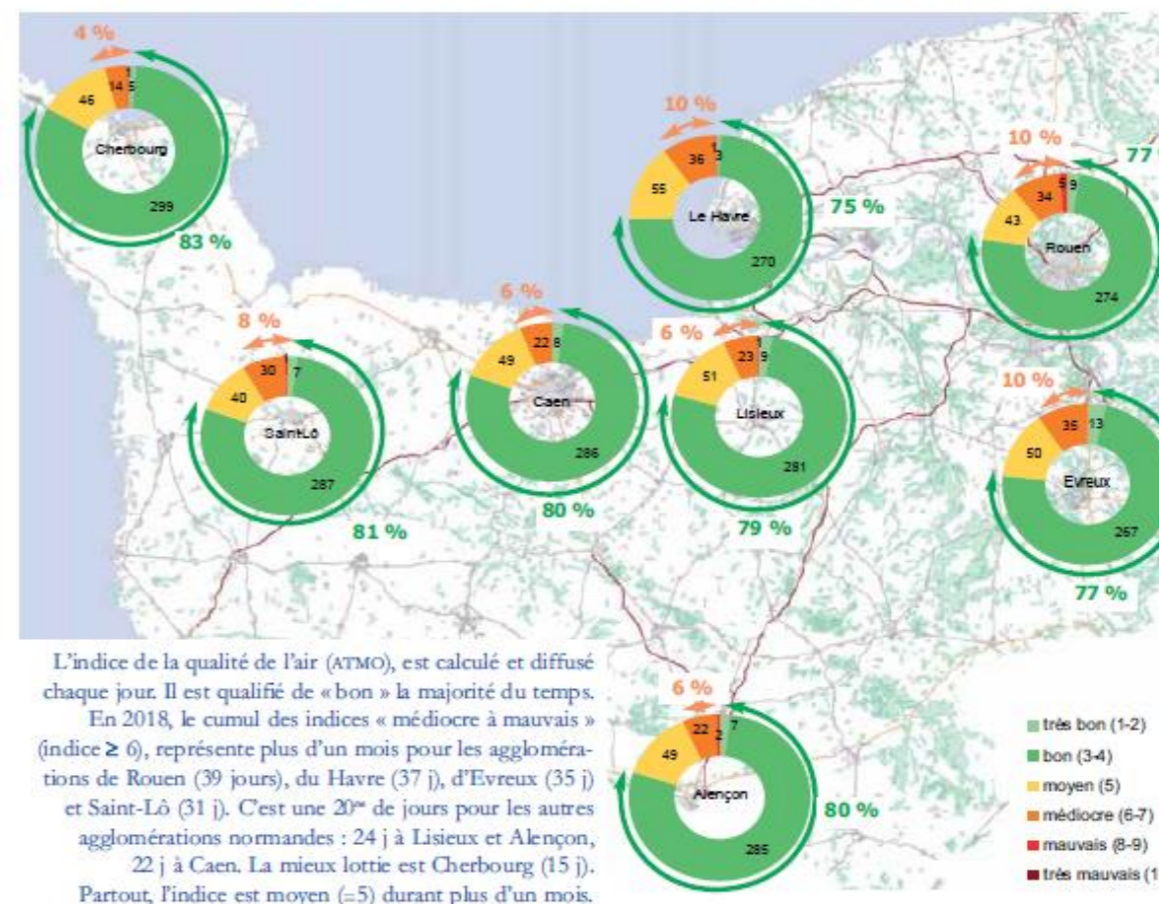 4 %
1
14
5
46
Cherbourg
299
83 %
10 %
1
36
3
55
Le Havre
75 %
270
10 %
77
5
9
34
43
Rouen
274
8 %
1
30
7
40
Saint-Lô
287
81 %
6 %
22
8
49
Caen
286
80 %
6 %
1
23
9
51
Lisieux
281
79 %
10 %
35
13
50
Evreux
267
77 %
6 %
22
2
7
49
Alençon
285
80 %
L'indice de la qualité de l'air (ATMO), est calculé et diffusé
chaque jour. Il est qualifié de « bon » la majorité du temps.
En 2018, le cumul des indices « médiocre à mauvais »
(indice ≥ 6), représente plus d'un mois pour les aggloméra-
tions de Rouen (39 jours), du Havre (37 j), d'Evreux (35 j)
et Saint-Lô (31 j). C'est une 20ne de jours pour les autres
agglomérations normandes : 24 j à Lisieux et Alençon,
22 j à Caen. La mieux lottie est Cherbourg (15 j).
Partout, l'indice est moyen (=5) durant plus d'un mois.
très bon (1-2)
bon (3-4)
moyen (5)
médiocre (6-7)
mauvais (8-9)
très mauvais (1